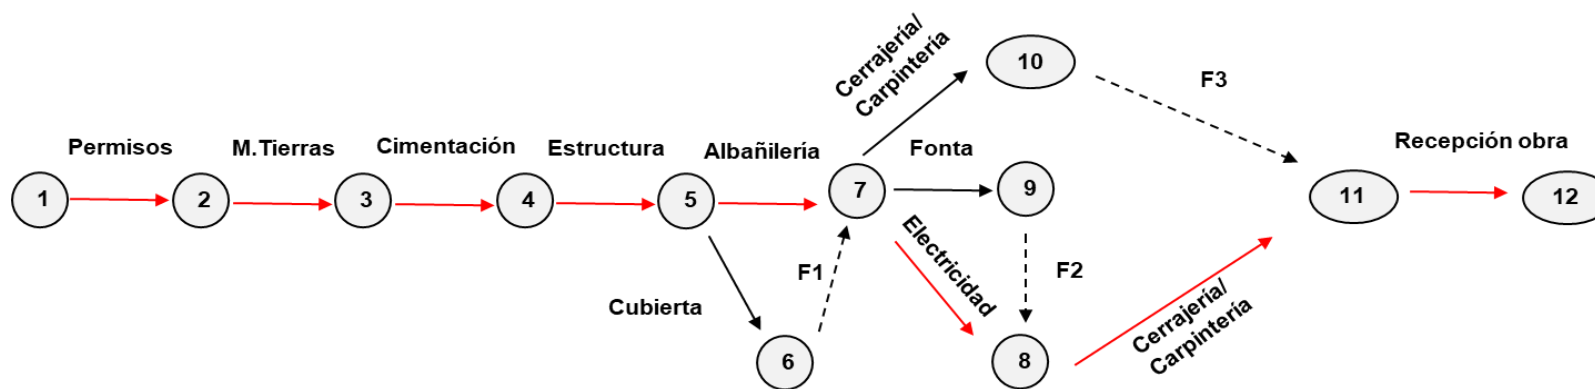 Cerrajería/
Carpintería
10
F3
Permisos
M.Tierras
Cimentación
Estructura
Albañilería
Fonta
Recepción obra
1
2
3
4
5
7
9
11
12
Electricidad
F1
F2
Cubierta
Cerrajería/
Carpintería
6
8